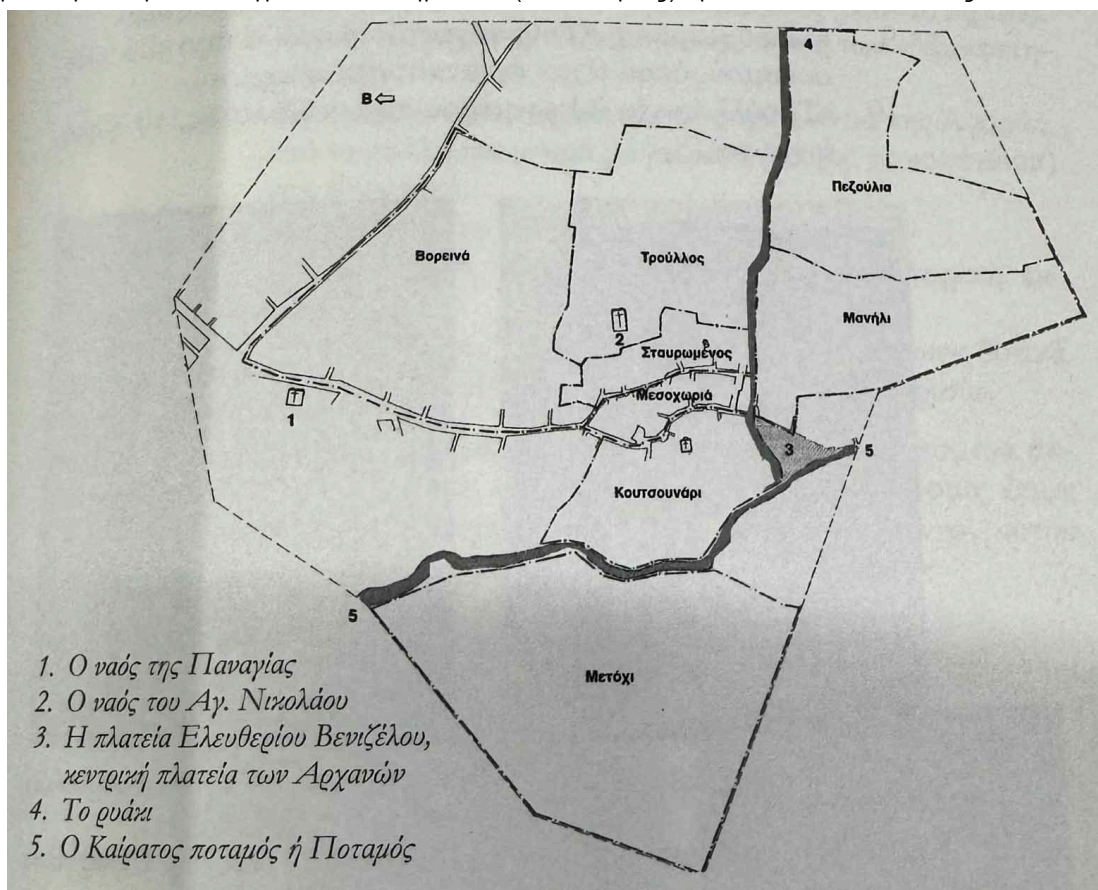 4
Β
Πεζούλια
Βορεινά
Τρούλλος
Μανήλι
2
Σταυρωμένος
Μεσοχωριά
1
3
5
Κουτσουνάρι
5
Μετόχι
1. Ο ναός της Παναγίας
2. Ο ναός του Αγ. Νικολάου
3. Η πλατεία Ελευθερίου Βενιζέλου,
κεντρική πλατεία των Αρχανών
4. Το ρυάκι
5. Ο Καίρατος ποταμός ή Ποταμός